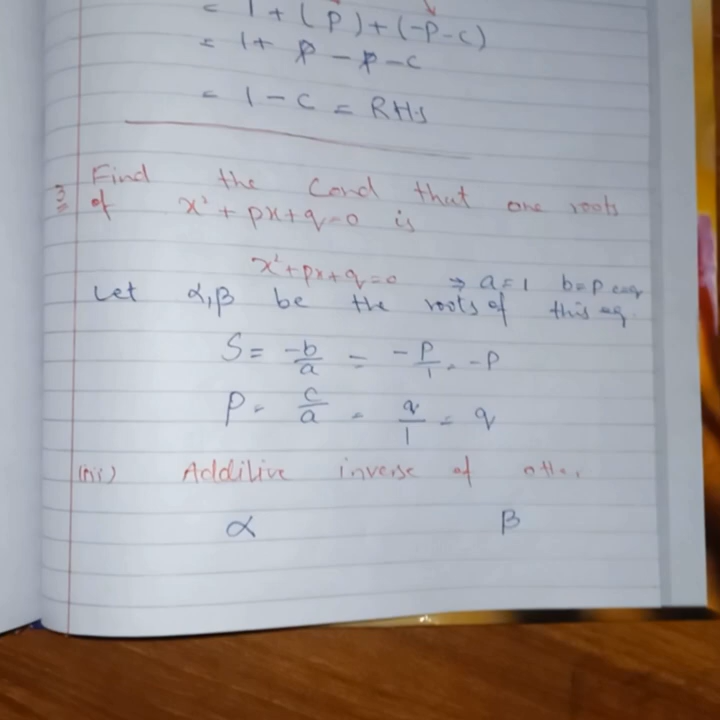 = 1 + (P) + (-P-c)
= 1 + P - P - c
= 1 - c = RHS
3 Find the Cond that one roots
of x² + px + q = 0 is
x² + px + q = 0 ⇒ a = 1 b = P c = q
Let α, β be the roots of this eq
S = -b/a = -P/1 = -P
P = c/a = q/1 = q
(iii) Additive inverse of other
α β